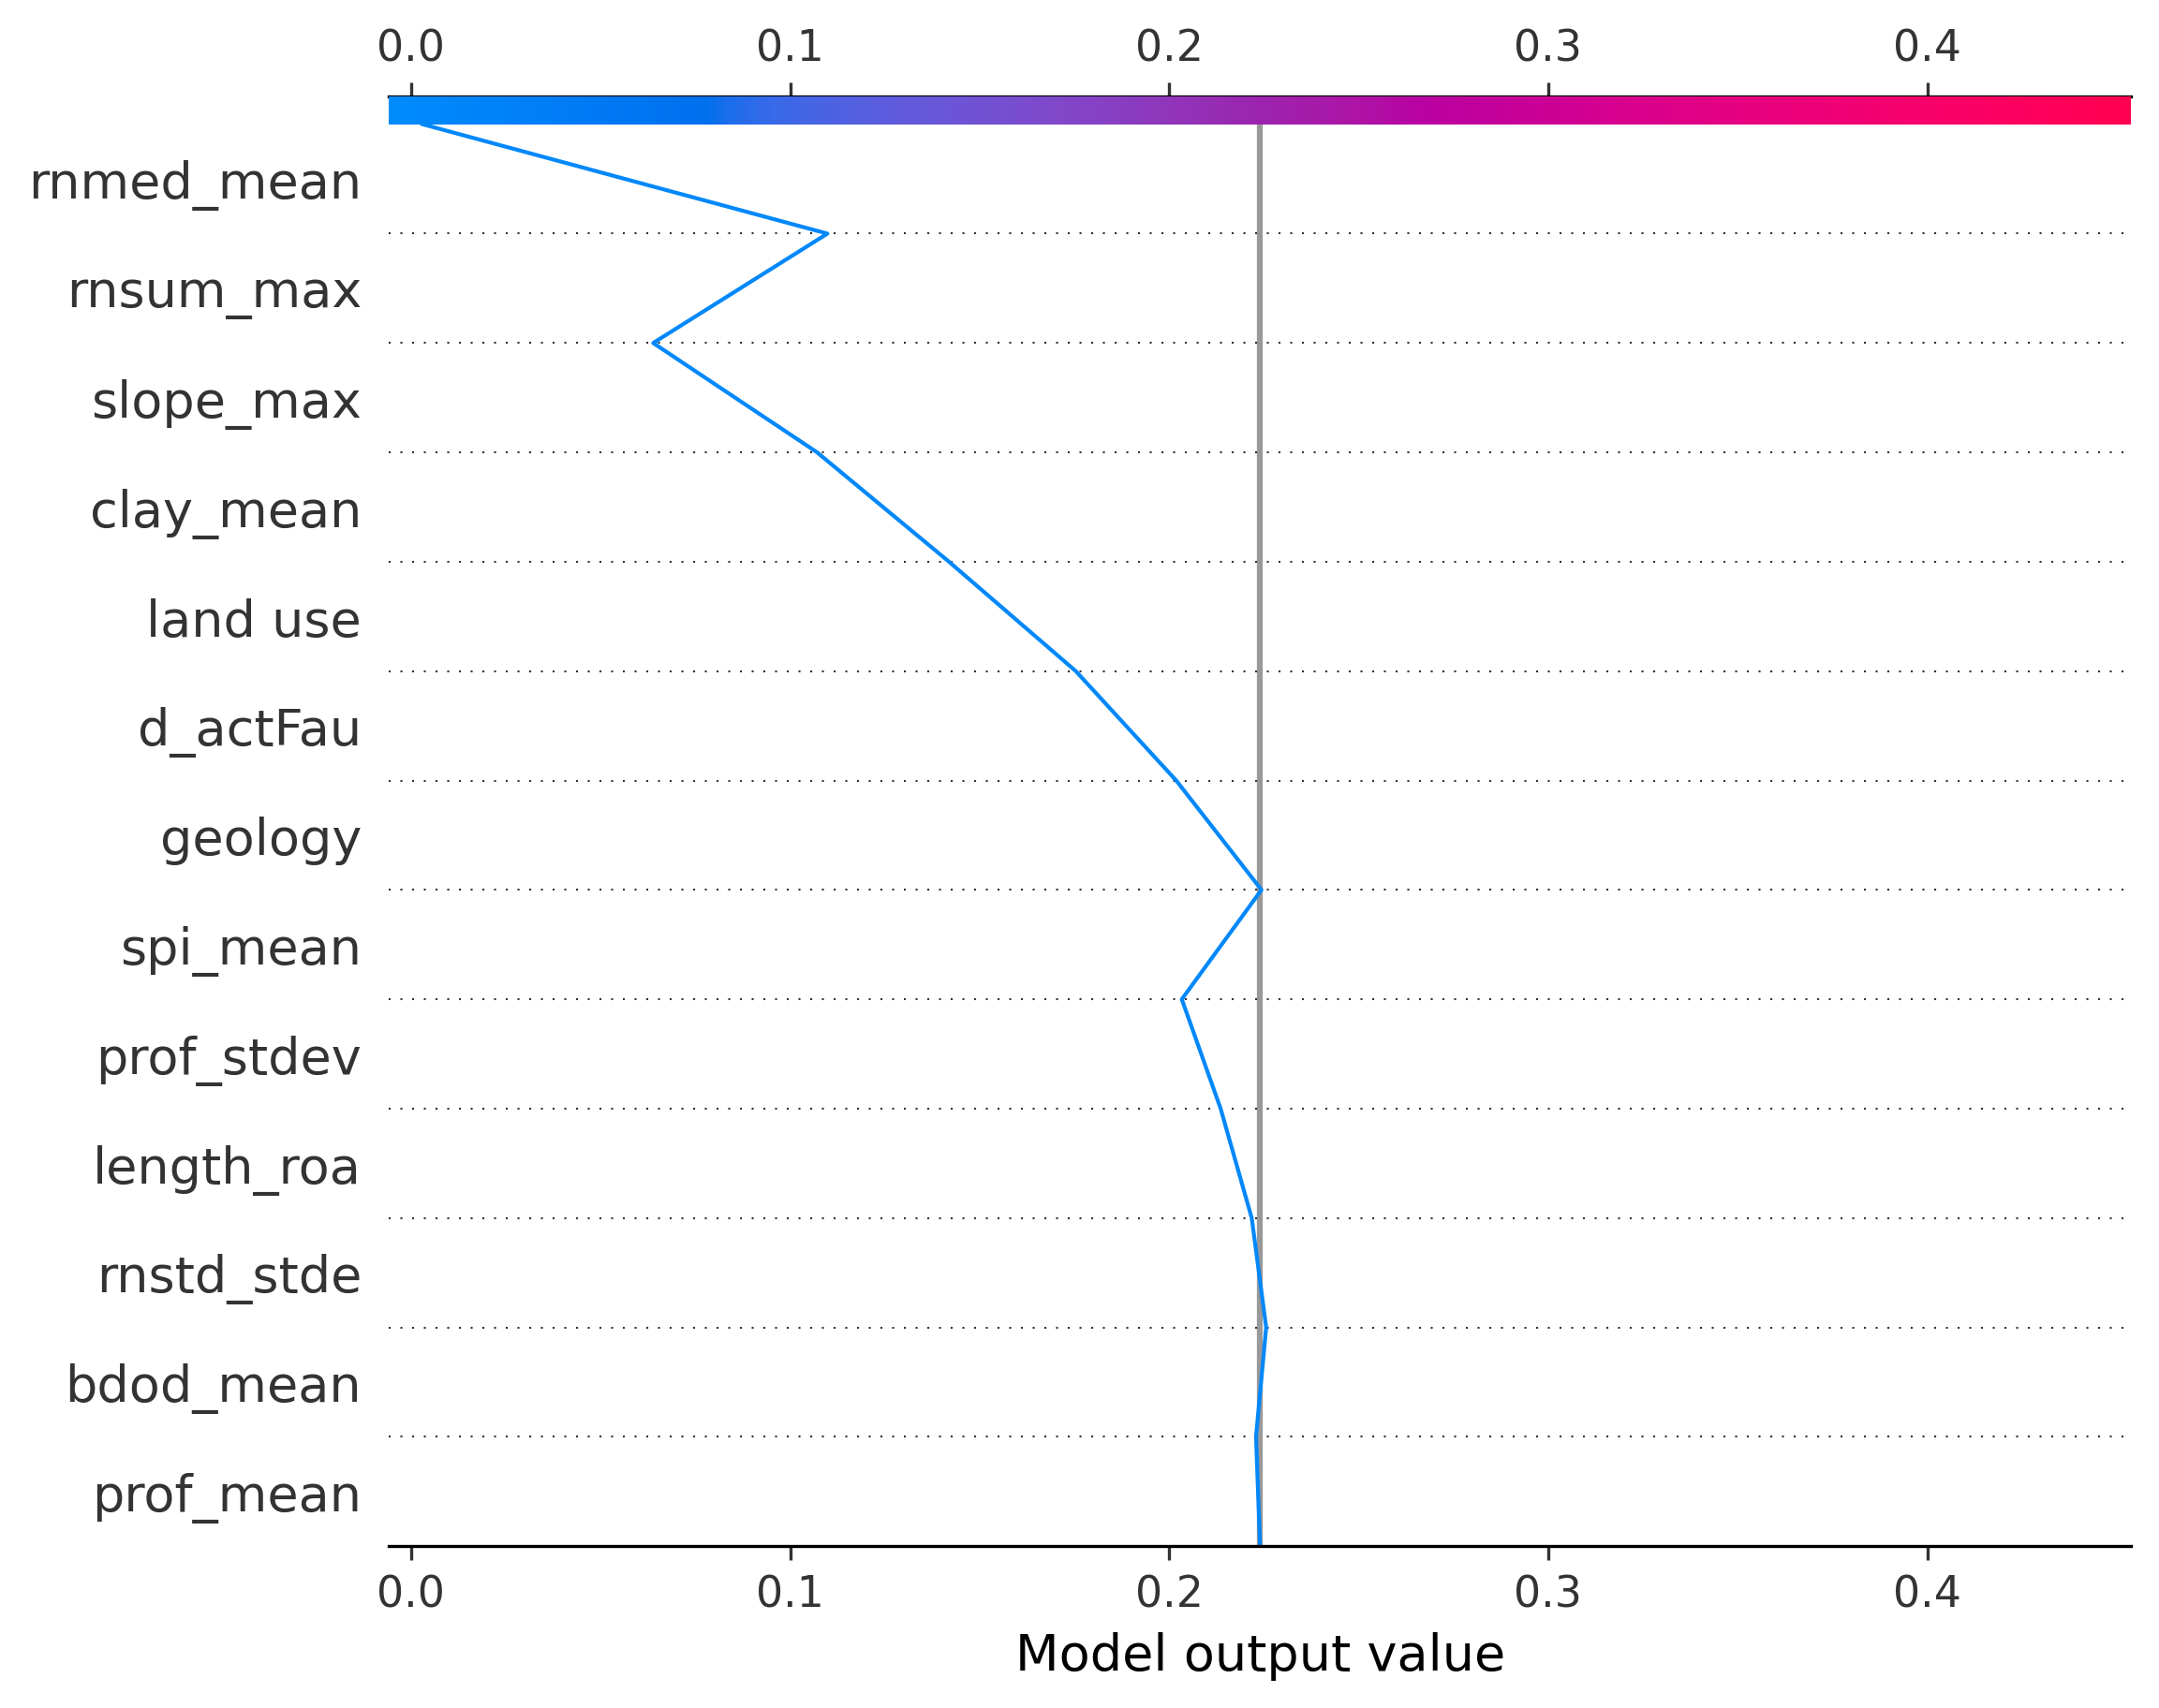 0.0 0.1 0.2 0.3 0.4
rnmed_mean
rnsum_max
slope_max
clay_mean
land use
d_actFau
geology
spi_mean
prof_stdev
length_roa
rnstd_stde
bdod_mean
prof_mean
0.0 0.1 0.2 0.3 0.4
Model output value